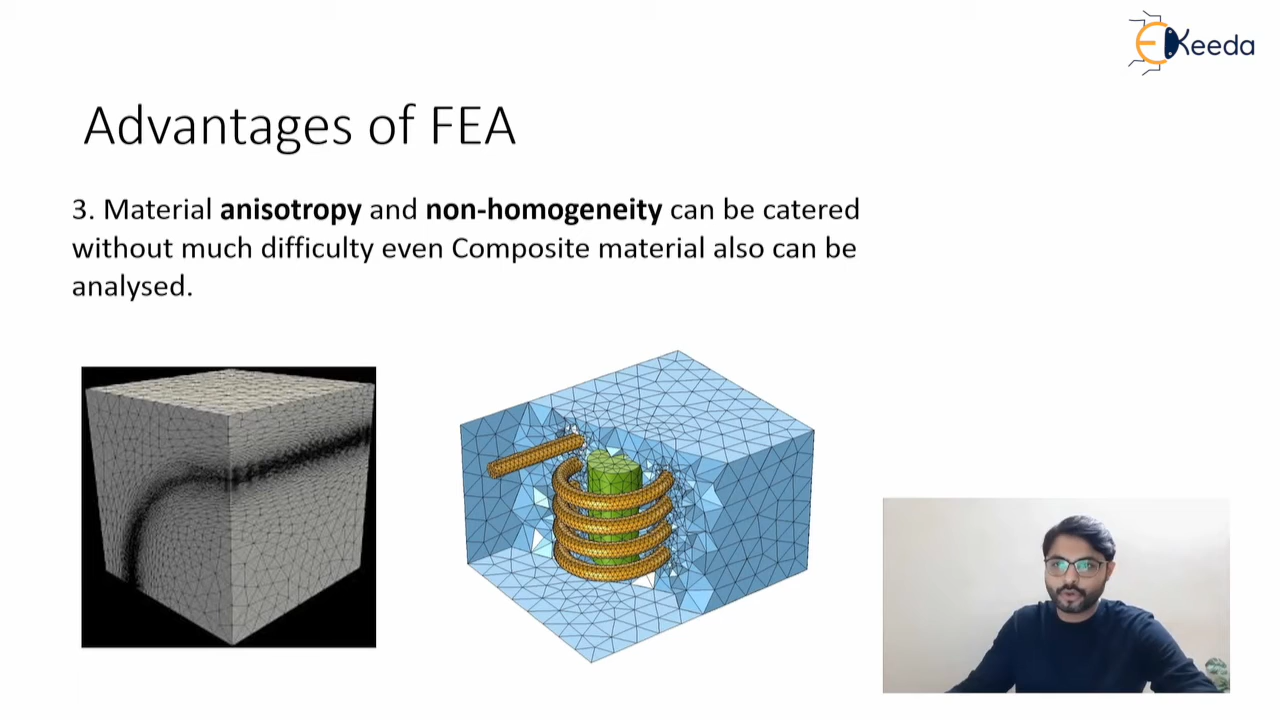 EKeeda
Advantages of FEA
3. Material anisotropy and non-homogeneity can be catered
without much difficulty even Composite material also can be
analysed.